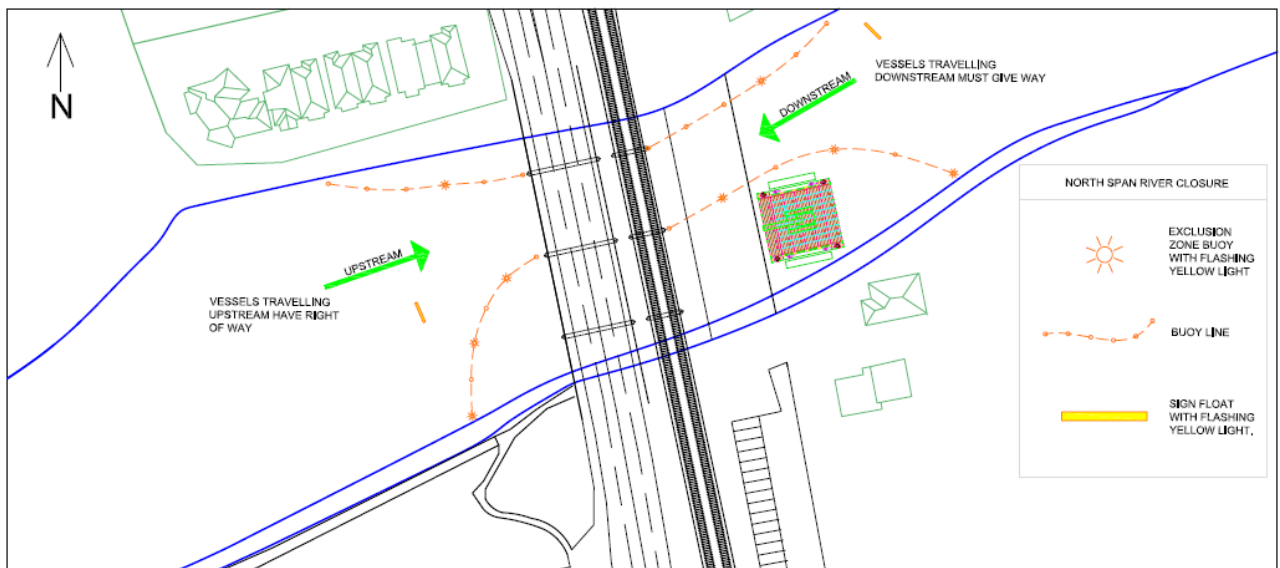 N
VESSELS TRAVELLING
DOWNSTREAM MUST GIVE WAY
DOWNSTREAM
UPSTREAM
VESSELS TRAVELLING
UPSTREAM HAVE RIGHT
OF WAY
NORTH SPAN RIVER CLOSURE
EXCLUSION
ZONE BUOY
WITH FLASHING
YELLOW LIGHT
BUOY LINE
SIGN FLOAT
WITH FLASHING
YELLOW LIGHT.